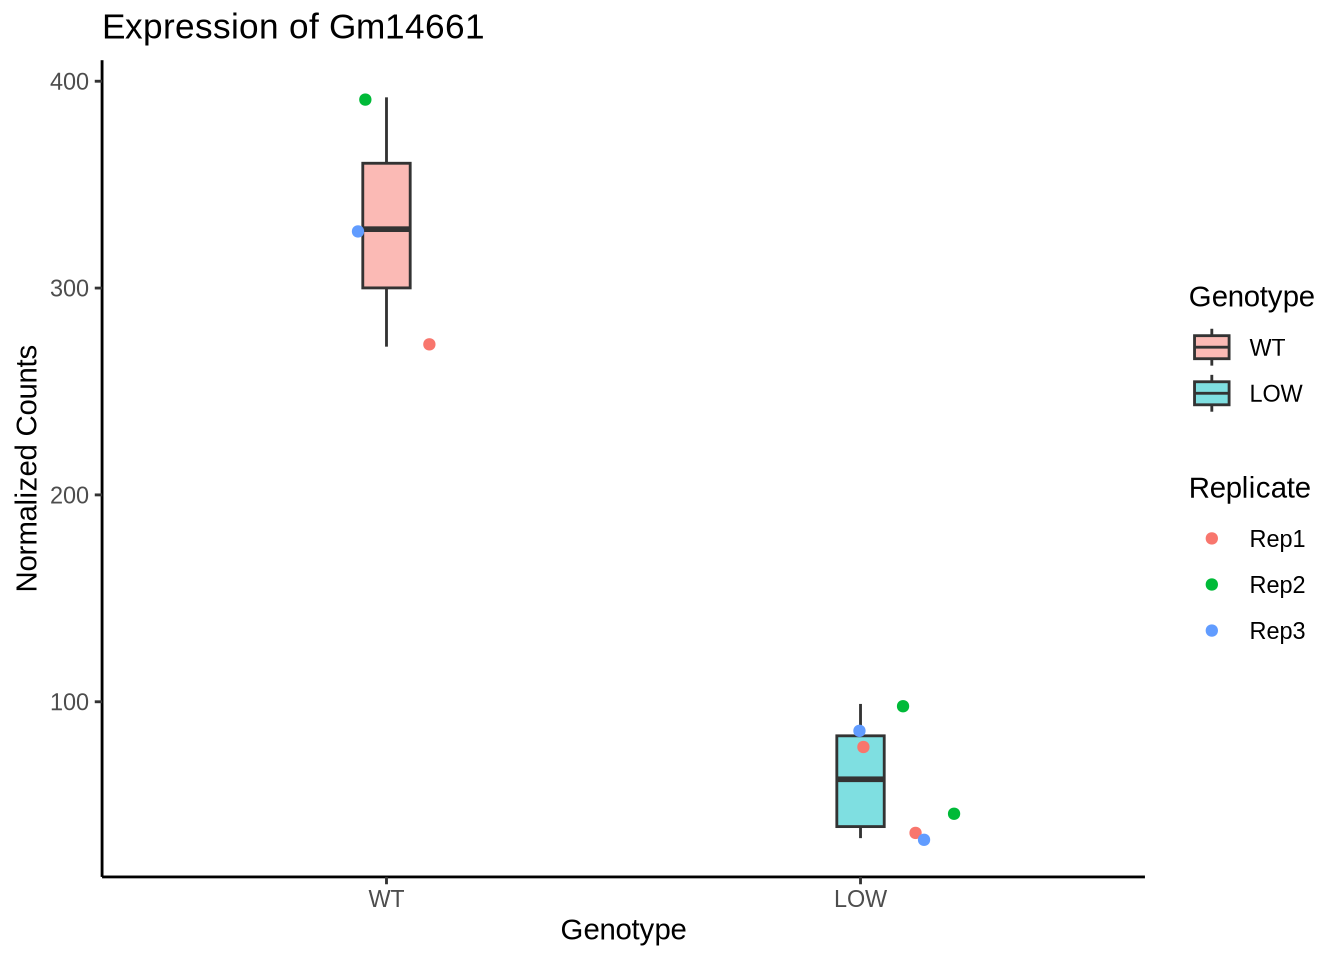 Expression of Gm14661
400
300
200
100
Normalized Counts
WT
LOW
Genotype
Genotype
WT
LOW
Replicate
Rep1
Rep2
Rep3